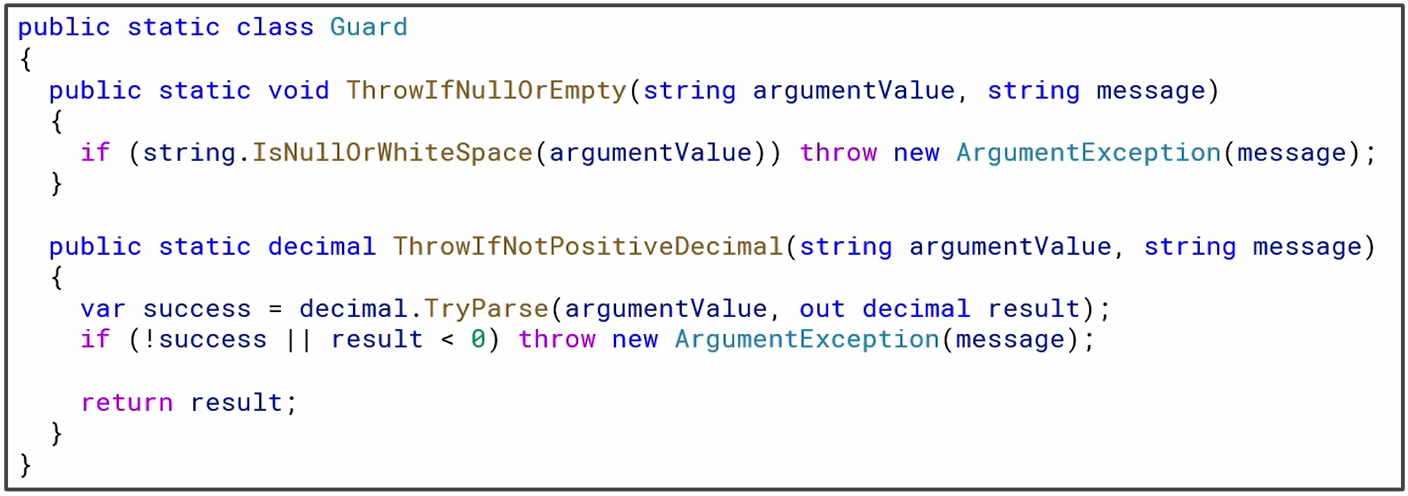 public static class Guard
{
  public static void ThrowIfNullOrEmpty(string argumentValue, string message)
  {
    if (string.IsNullOrWhiteSpace(argumentValue)) throw new ArgumentException(message);
  }

  public static decimal ThrowIfNotPositiveDecimal(string argumentValue, string message)
  {
    var success = decimal.TryParse(argumentValue, out decimal result);
    if (!success || result < 0) throw new ArgumentException(message);

    return result;
  }
}